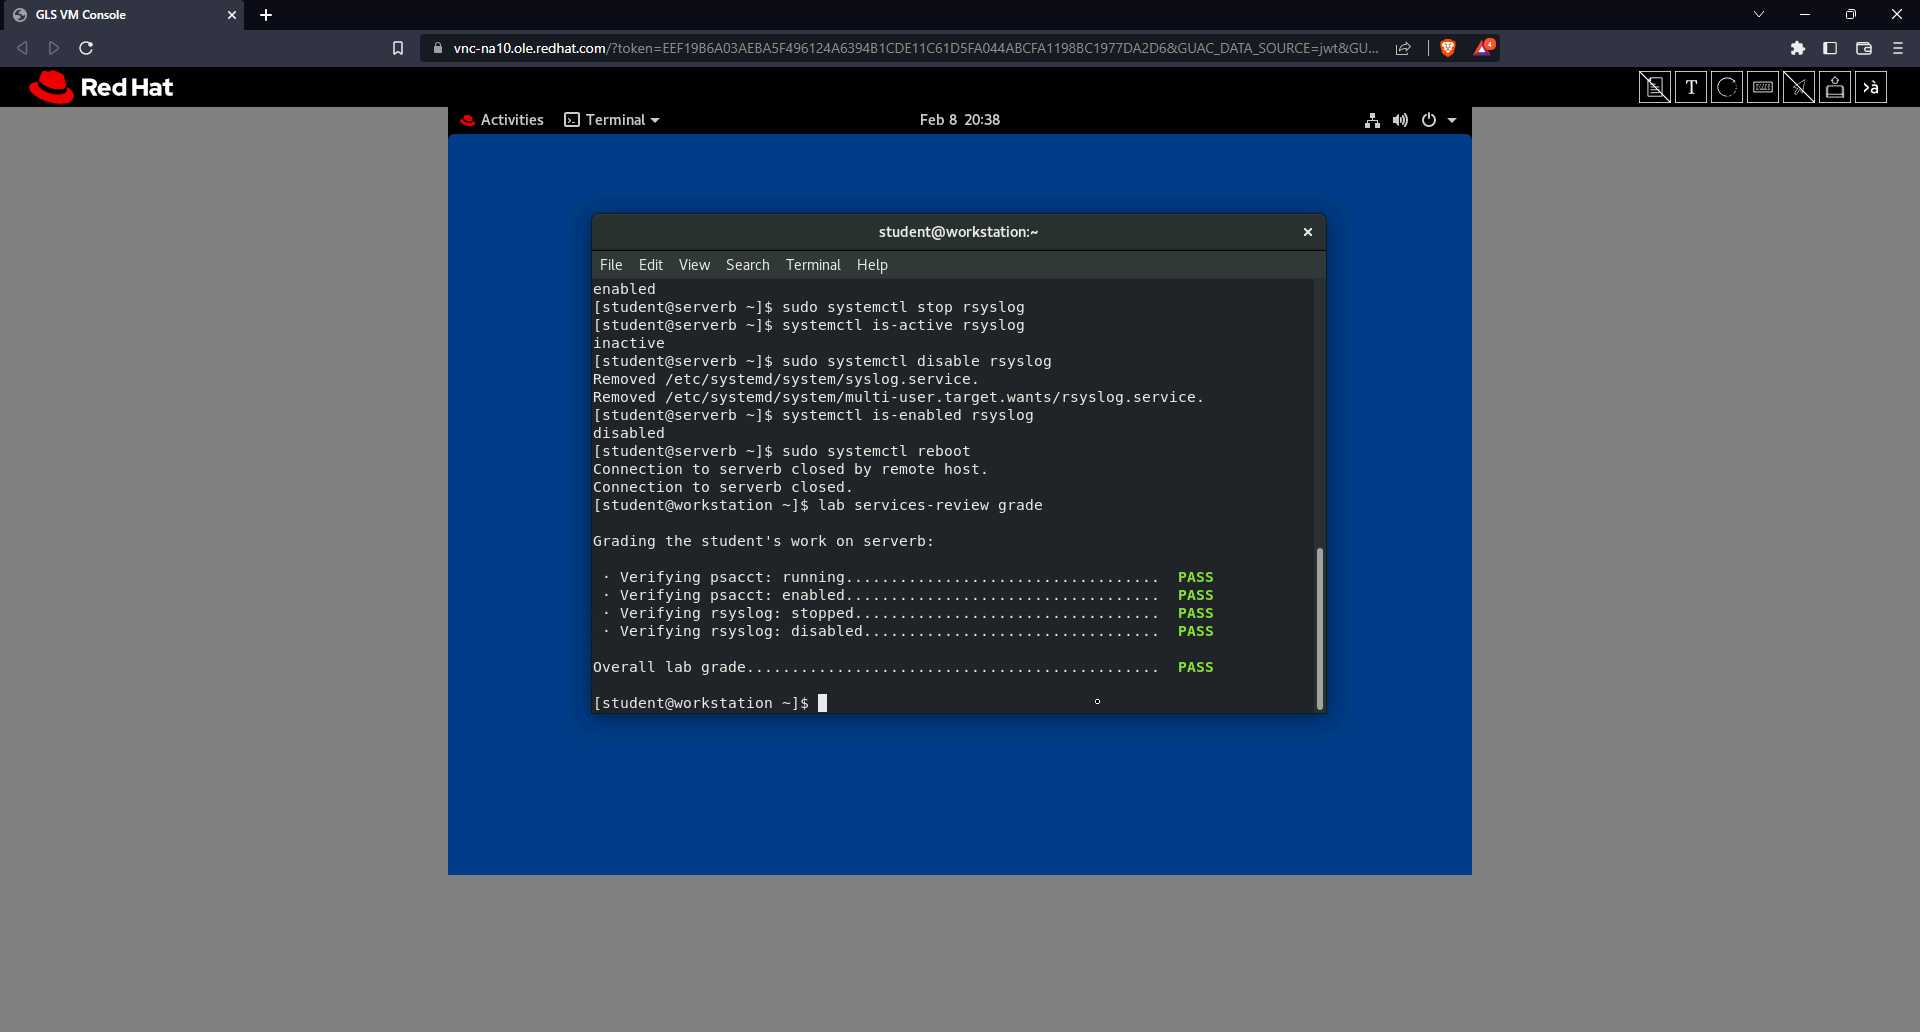 GLS VM Console
vnc-na10.ole.redhat.com/?token=EEF19B6A03AEBA5F496124A6394B1CDE11C61D5FA044ABCFA1198BC1977DA2D6&GUAC_DATA_SOURCE=jwt&GU...
4
Red Hat
T
>à
Activities
Terminal
Feb 8 20:38
student@workstation:~
File Edit View Search Terminal Help
enabled
[student@serverb ~]$ sudo systemctl stop rsyslog
[student@serverb ~]$ systemctl is-active rsyslog
inactive
[student@serverb ~]$ sudo systemctl disable rsyslog
Removed /etc/systemd/system/syslog.service.
Removed /etc/systemd/system/multi-user.target.wants/rsyslog.service.
[student@serverb ~]$ systemctl is-enabled rsyslog
disabled
[student@serverb ~]$ sudo systemctl reboot
Connection to serverb closed by remote host.
Connection to serverb closed.
[student@workstation ~]$ lab services-review grade
Grading the student's work on serverb:
· Verifying psacct: running................................... PASS
· Verifying psacct: enabled................................... PASS
· Verifying rsyslog: stopped.................................. PASS
· Verifying rsyslog: disabled................................. PASS
Overall lab grade.............................................. PASS
[student@workstation ~]$